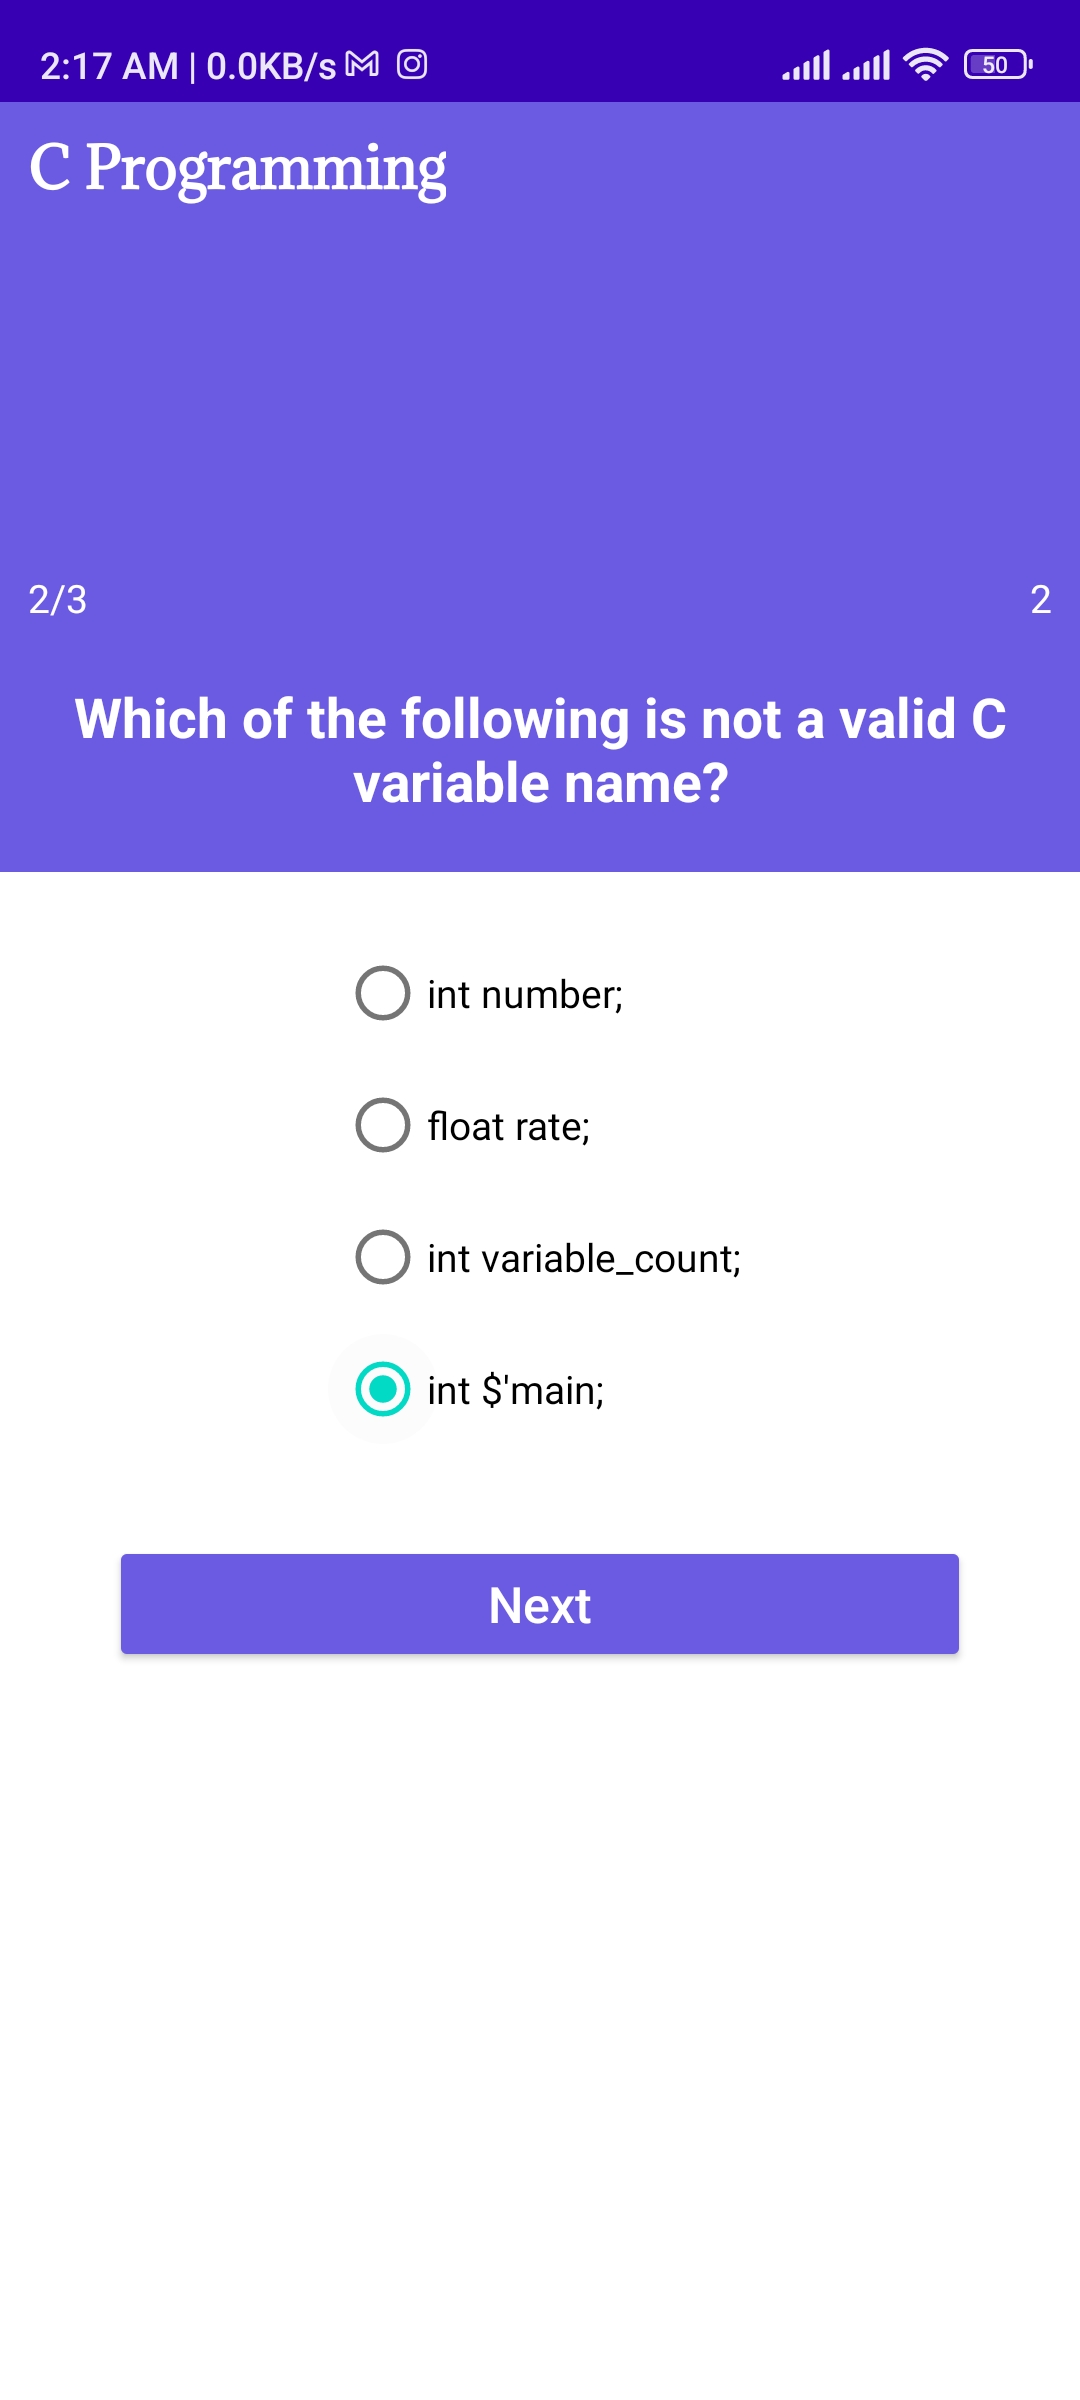 2:17 AM | 0.0KB/s 50
C Programming
2/3 2
Which of the following is not a valid C
variable name?
int number;
float rate;
int variable_count;
int $'main;
Next